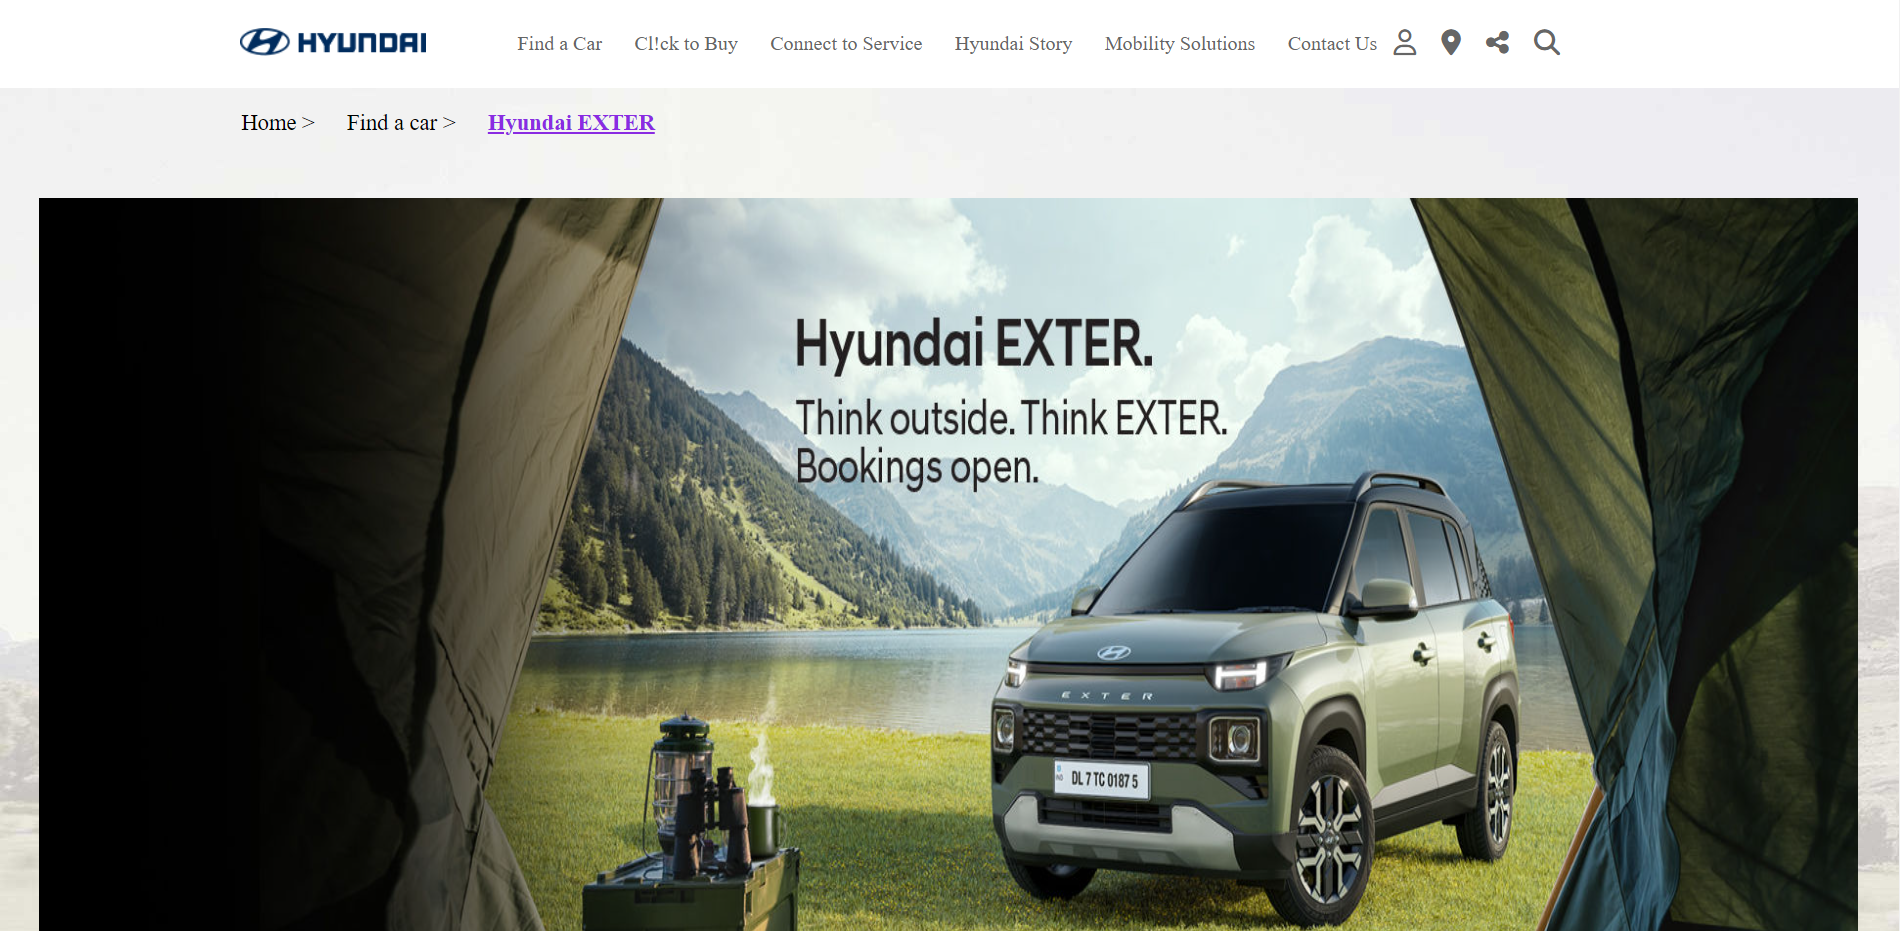 HYUNDAI
Find a Car Cl!ck to Buy Connect to Service Hyundai Story Mobility Solutions Contact Us
Home > Find a car > Hyundai EXTER
Hyundai EXTER.
Think outside. Think EXTER.
Bookings open.
EXTER
IND
DL 7 TC 0187 5